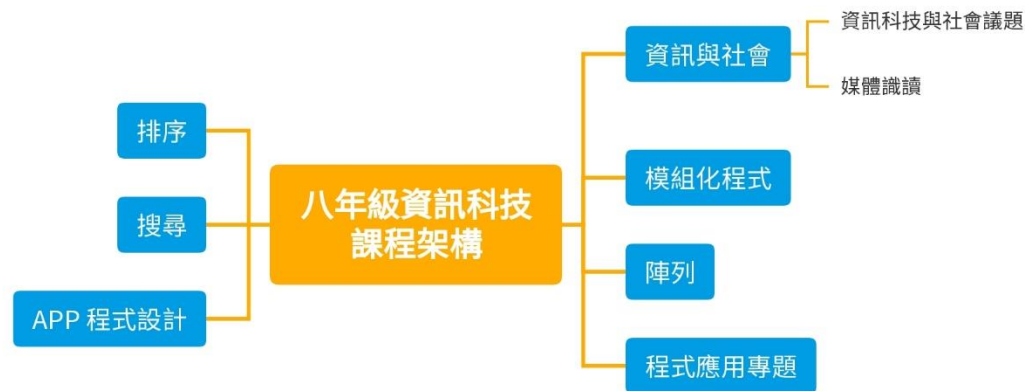 八年級資訊科技
課程架構
資訊與社會
資訊科技與社會議題
媒體識讀
模組化程式
陣列
程式應用專題
排序
搜尋
APP 程式設計